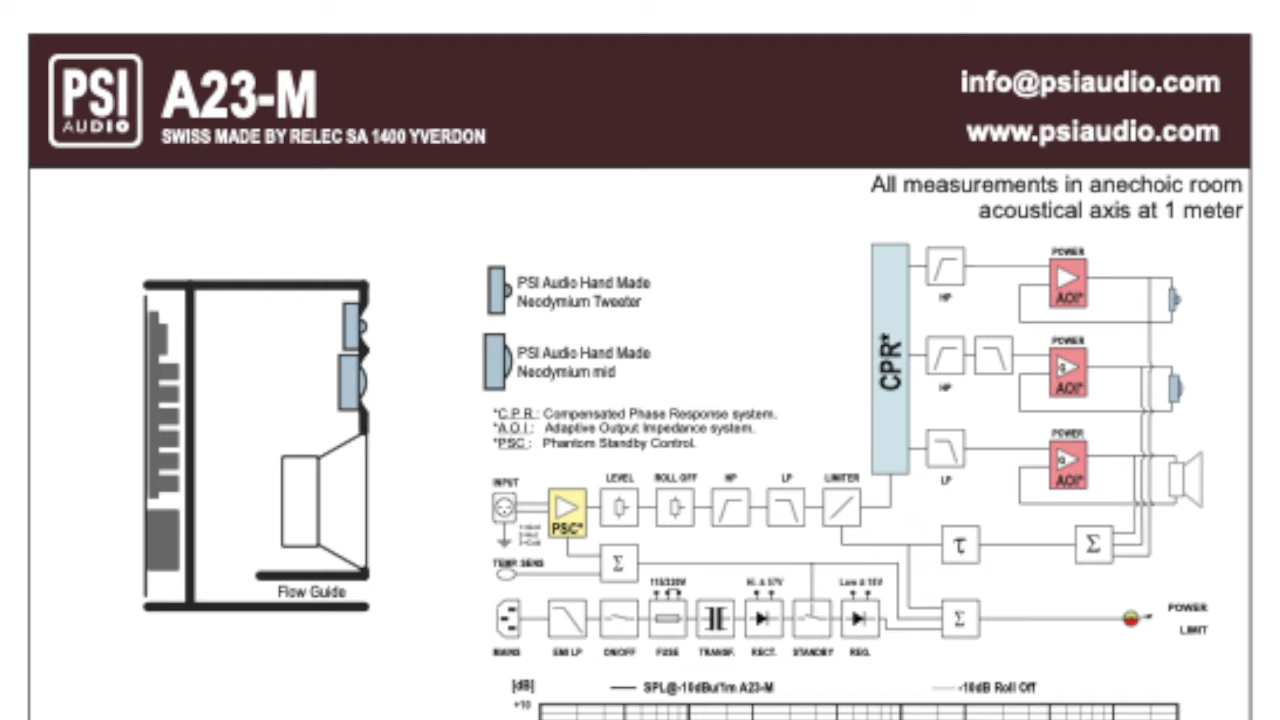 PSI
AUDIO
A23-M
SWISS MADE BY RELEC SA 1400 YVERDON
info@psiaudio.com
www.psiaudio.com
All measurements in anechoic room
acoustical axis at 1 meter
PSI Audio Hand Made
Neodymium Tweeter
PSI Audio Hand Made
Neodymium mid
*C.P.R.: Compensated Phase Response system.
*A.O.I.: Adaptive Output Impedance system.
*PSC: Phantom Standby Control.
Flow Guide
CPR*
HP
POWER
AOI*
HP
POWER
G
AOI*
LP
POWER
G
AOI*
INPUT
PSC*
LEVEL
ROLL OFF
HP
LP
LIMITER
TEMP. SENS
Σ
τ
Σ
115/230V
Low ± 18V
MAINS
EMI LP
ON/OFF
FUSE
TRANSF.
RECT.
STANDBY
REG.
Σ
POWER
LIMIT
[dB]
+10
SPL@-10dBu/1m A23-M
-10dB Roll Off